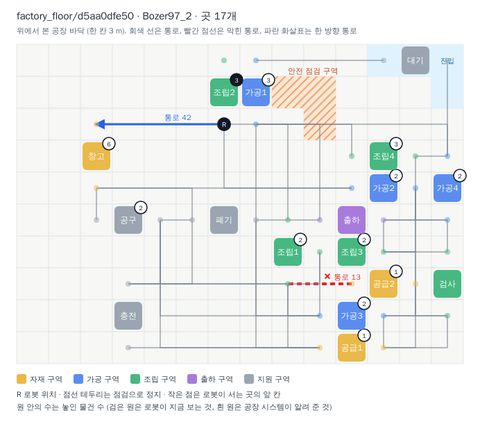 factory_floor/d5aa0dfe50 · Bozer97_2 · 곳 17개
위에서 본 공장 바닥 (한 칸 3 m). 회색 선은 통로, 빨간 점선은 막힌 통로, 빨간 화살표는 한 방향 통로
대기
전립
안전 점검 구역
3
3
조립2
가공1
통로 42
R
6
창고
3
조립4
2
2
가공2
가공4
2
공구
폐기
출하
2
2
조립1
조립3
통로 13
1
공급2
검사
2
충전
가공3
1
공급1
자재 구역
가공 구역
조립 구역
출하 구역
지원 구역
R 로봇 위치 · 점선 테두리는 점검으로 정지 · 작은 점은 로봇이 서는 곳의 앞 칸
원 안의 수는 놓인 물건 수 (검은 원은 로봇이 지금 보는 것, 흰 원은 공장 시스템이 알려 준 것)